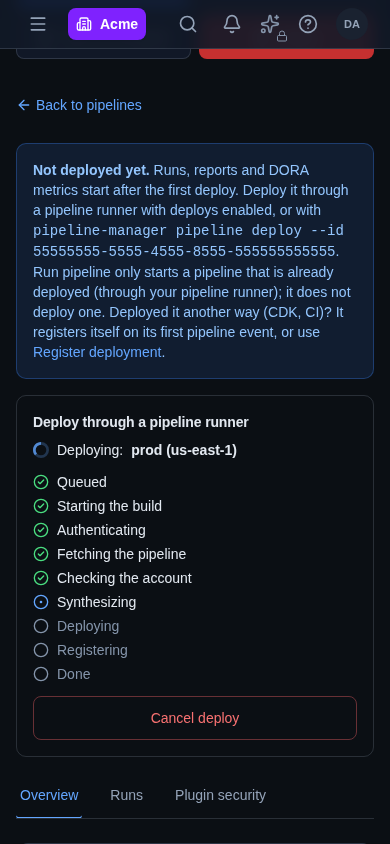 Acme
DA
Back to pipelines
Not deployed yet. Runs, reports and DORA
metrics start after the first deploy. Deploy it through
a pipeline runner with deploys enabled, or with
pipeline-manager pipeline deploy --id
55555555-5555-4555-8555-555555555555.
Run pipeline only starts a pipeline that is already
deployed (through your pipeline runner); it does not
deploy one. Deployed it another way (CDK, CI)? It
registers itself on its first pipeline event, or use
Register deployment.
Deploy through a pipeline runner
Deploying: prod (us-east-1)
Queued
Starting the build
Authenticating
Fetching the pipeline
Checking the account
Synthesizing
Deploying
Registering
Done
Cancel deploy
Overview Runs Plugin security